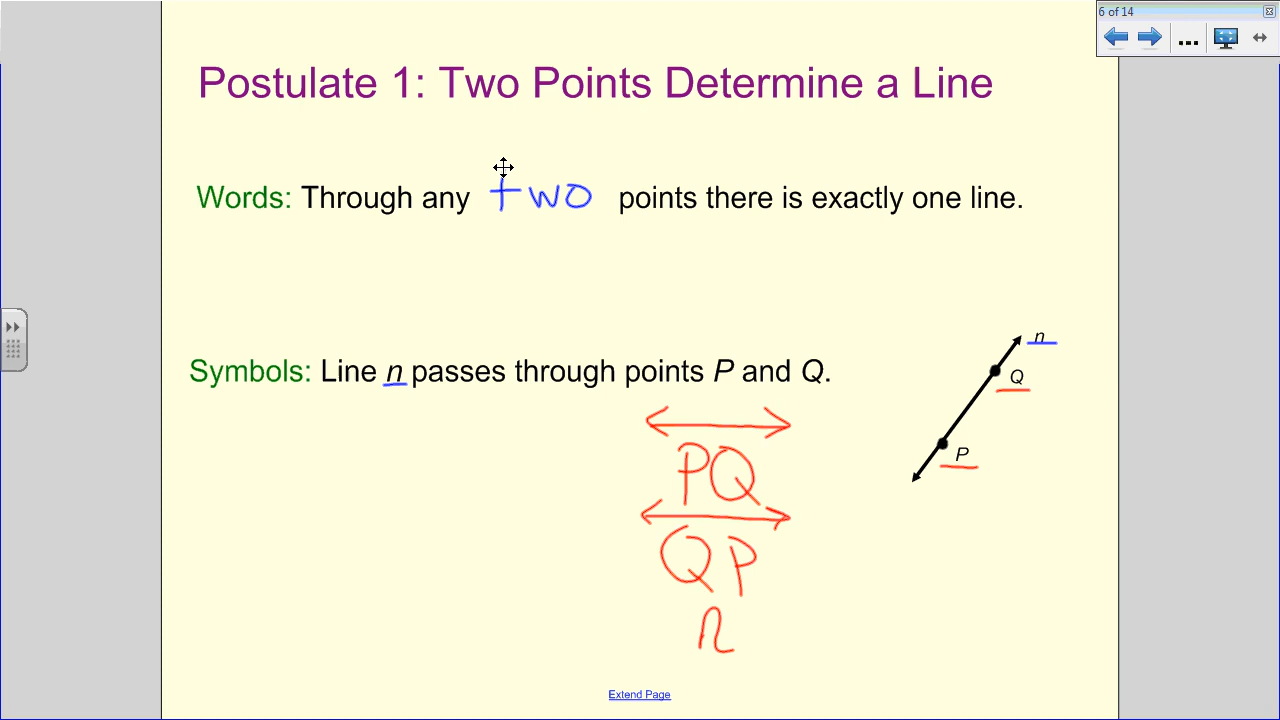 6 of 14
Postulate 1: Two Points Determine a Line
Words: Through any two points there is exactly one line.
n
Symbols: Line n passes through points P and Q.
Q
P
PQ
QP
n
Extend Page